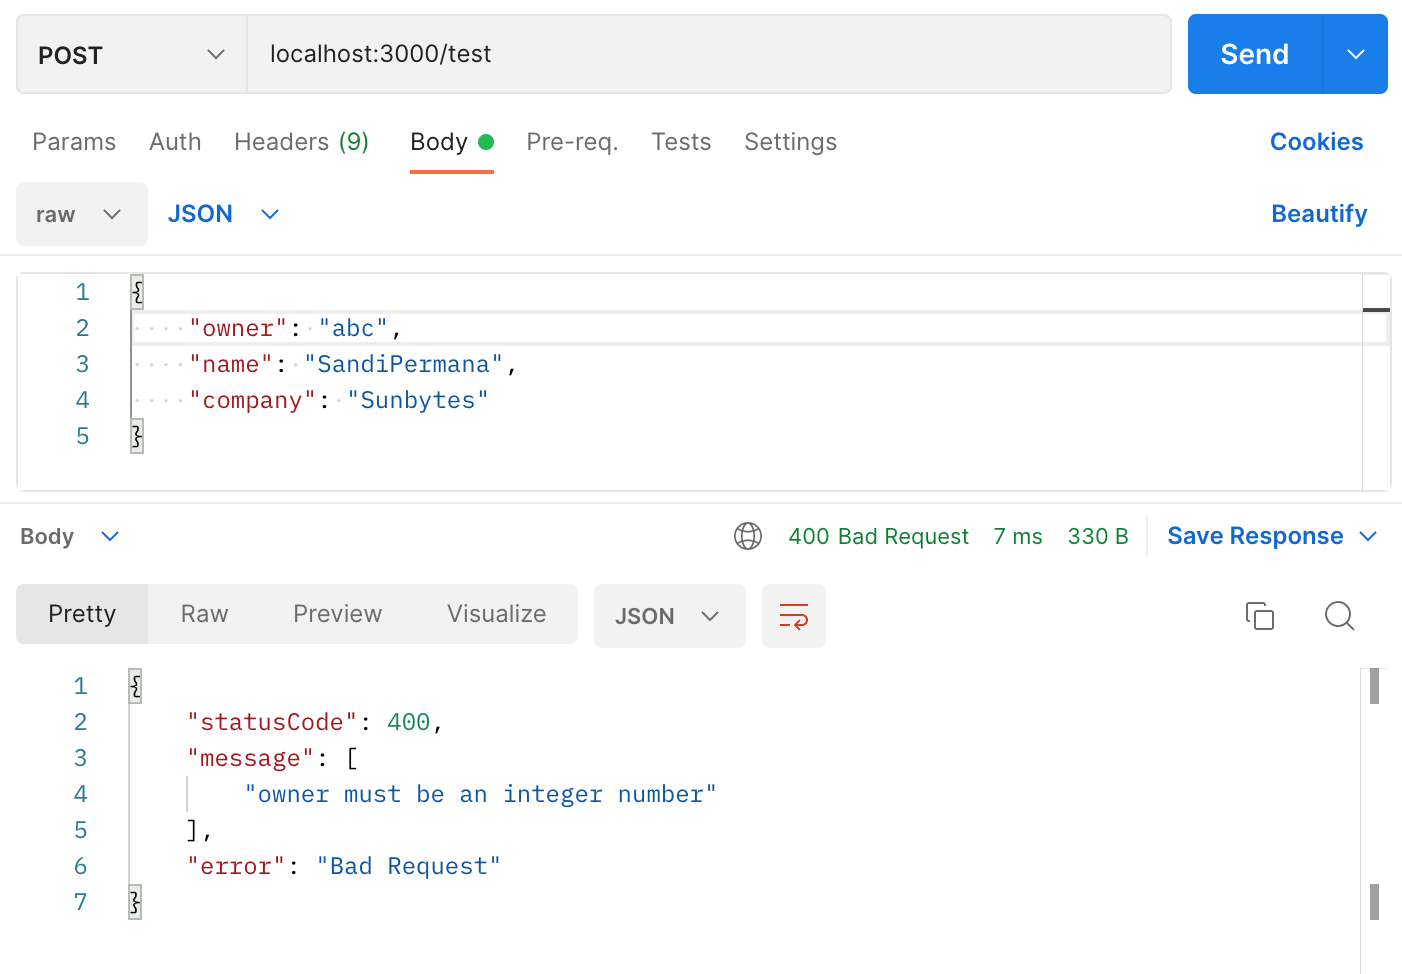 POST localhost:3000/test Send
Params Auth Headers (9) Body Pre-req. Tests Settings Cookies
raw JSON Beautify
1 {
2 "owner": "abc",
3 "name": "SandiPermana",
4 "company": "Sunbytes"
5 }
Body 400 Bad Request 7 ms 330 B Save Response
Pretty Raw Preview Visualize JSON
1 {
2 "statusCode": 400,
3 "message": [
4 "owner must be an integer number"
5 ],
6 "error": "Bad Request"
7 }